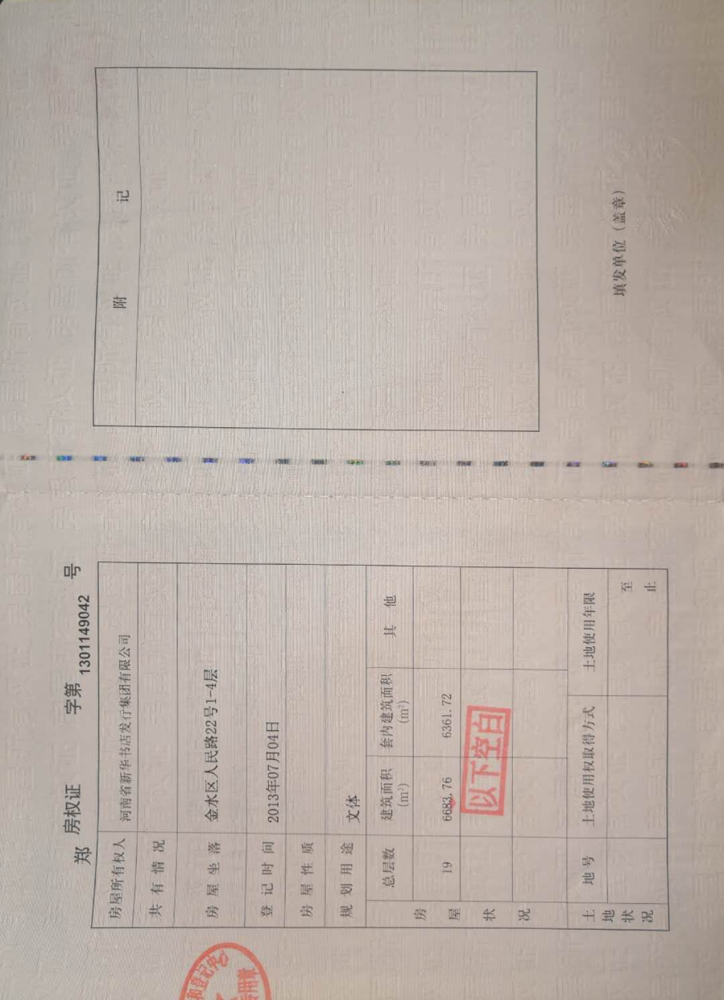 郑 房权证 字第 1301149042 号
房屋所有权人 河南省新华书店发行集团有限公司
共有情况
房屋坐落 金水区人民路22号1-4层
登记时间 2013年07月04日
房屋性质
规划用途 文体
房屋状况 总层数 建筑面积(m²) 套内建筑面积(m²) 其他
19 6683.76 6361.72
以下空白
土地状况 地号 土地使用权取得方式 土地使用年限
至
止
附 记
填发单位（盖章）
登记中心
用章